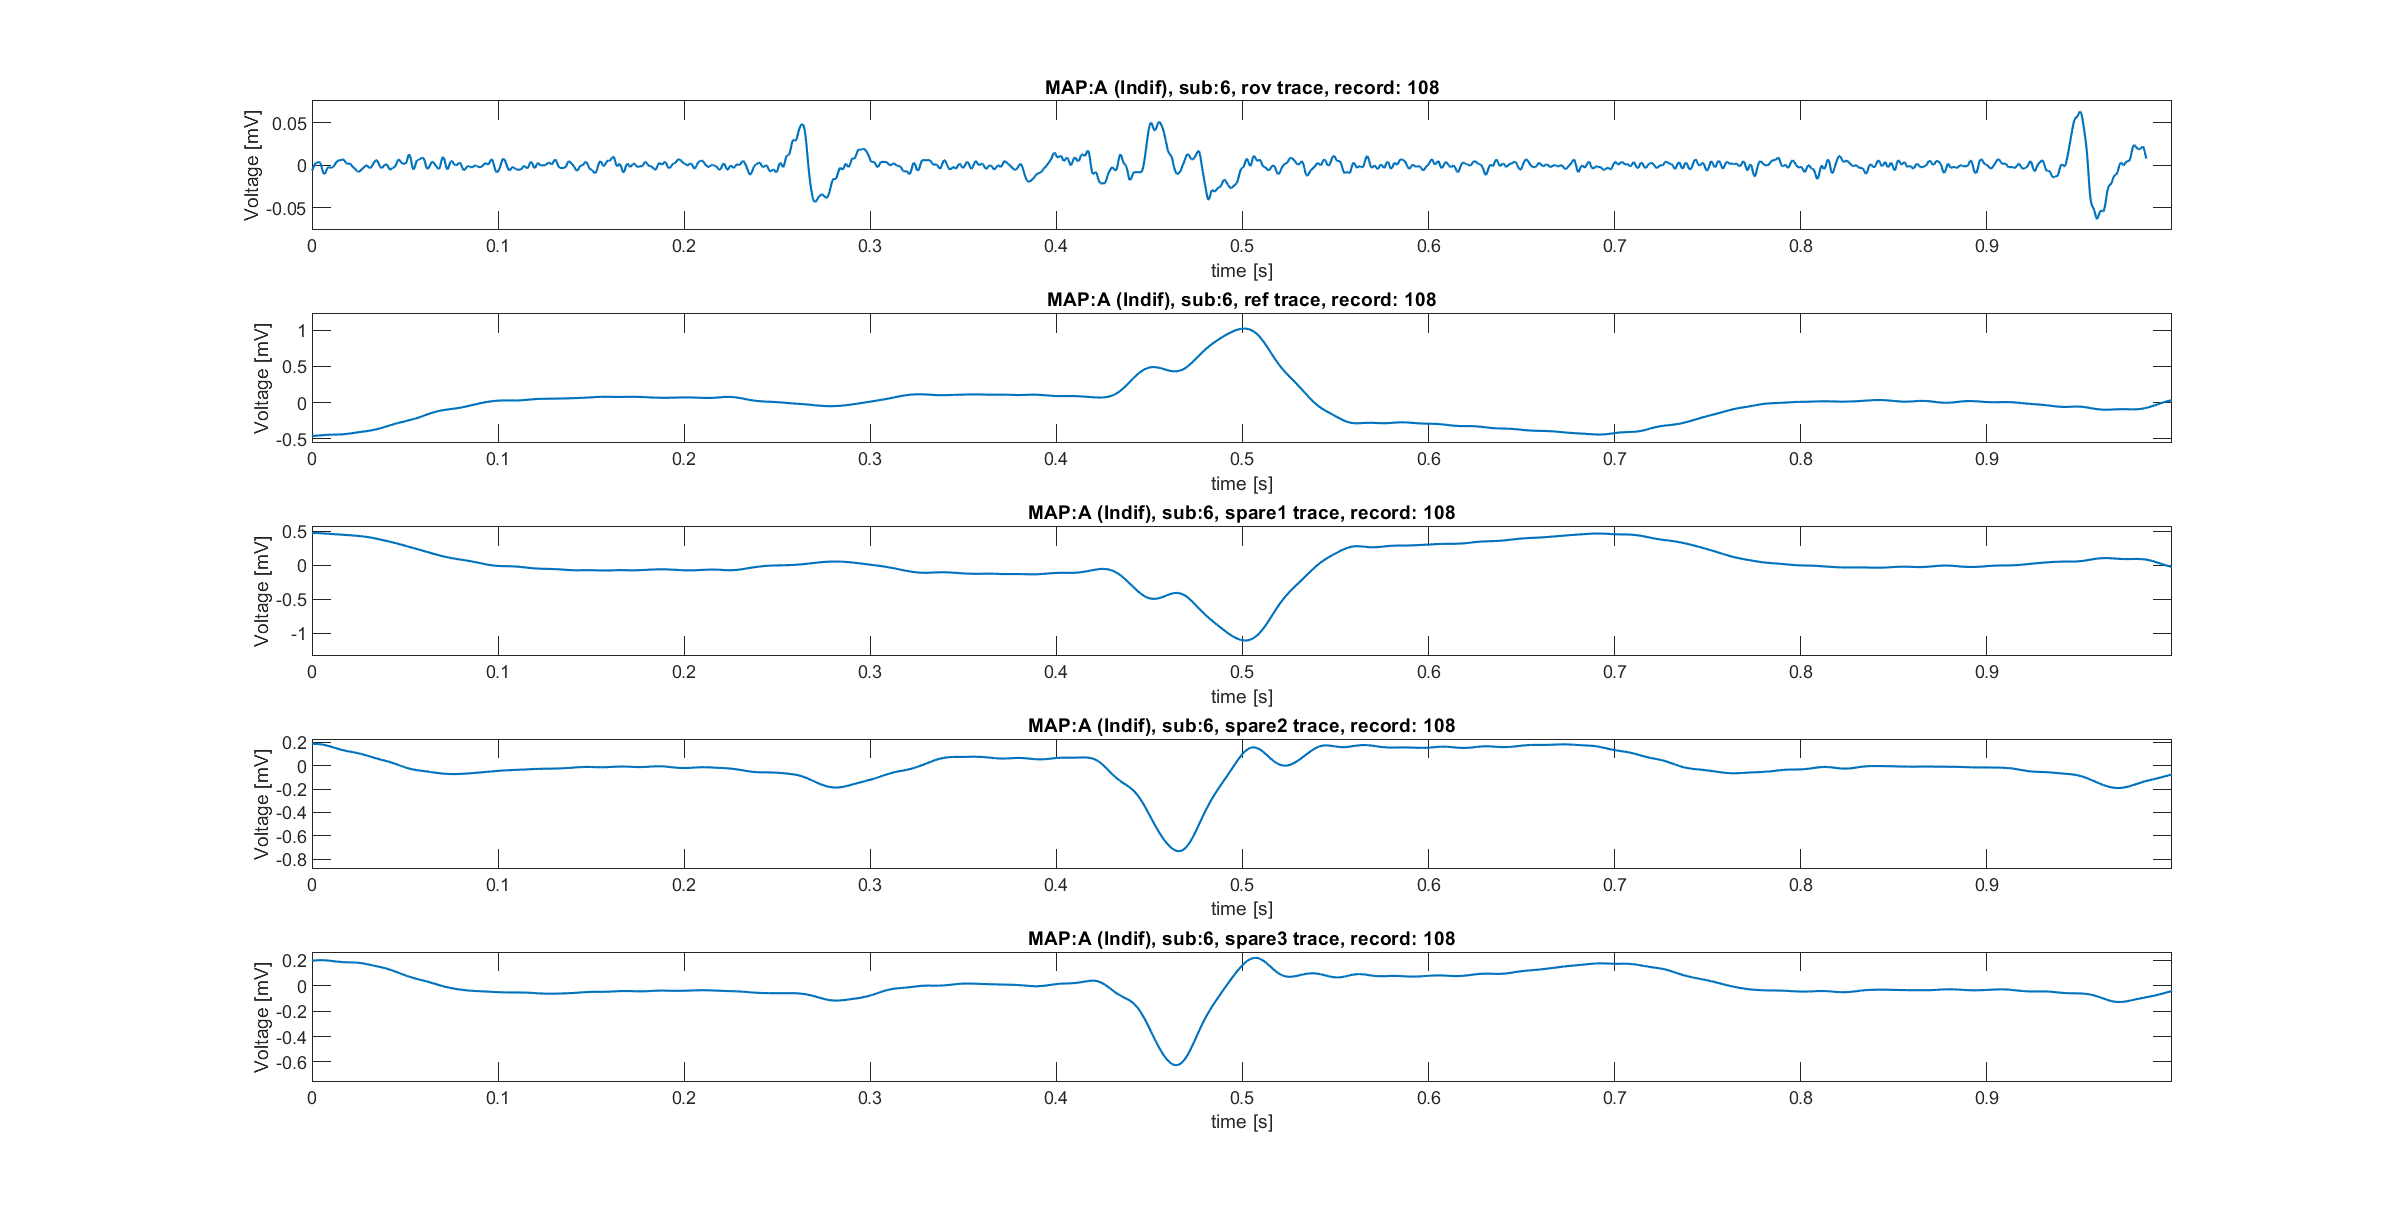 MAP:A (Indif), sub:6, rov trace, record: 108
Voltage [mV]
0.05
0
-0.05
0 0.1 0.2 0.3 0.4 0.5 0.6 0.7 0.8 0.9
time [s]
MAP:A (Indif), sub:6, ref trace, record: 108
Voltage [mV]
1
0.5
0
-0.5
0 0.1 0.2 0.3 0.4 0.5 0.6 0.7 0.8 0.9
time [s]
MAP:A (Indif), sub:6, spare1 trace, record: 108
Voltage [mV]
0.5
0
-0.5
-1
0 0.1 0.2 0.3 0.4 0.5 0.6 0.7 0.8 0.9
time [s]
MAP:A (Indif), sub:6, spare2 trace, record: 108
Voltage [mV]
0.2
0
-0.2
-0.4
-0.6
-0.8
0 0.1 0.2 0.3 0.4 0.5 0.6 0.7 0.8 0.9
time [s]
MAP:A (Indif), sub:6, spare3 trace, record: 108
Voltage [mV]
0.2
0
-0.2
-0.4
-0.6
0 0.1 0.2 0.3 0.4 0.5 0.6 0.7 0.8 0.9
time [s]